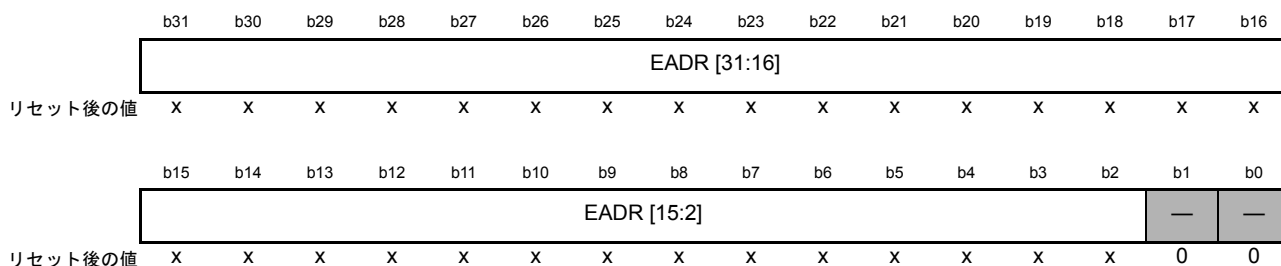 b31 b30 b29 b28 b27 b26 b25 b24 b23 b22 b21 b20 b19 b18 b17 b16
EADR [31:16]
リセット後の値 x x x x x x x x x x x x x x x x
b15 b14 b13 b12 b11 b10 b9 b8 b7 b6 b5 b4 b3 b2 b1 b0
EADR [15:2] — —
リセット後の値 x x x x x x x x x x x x x x 0 0